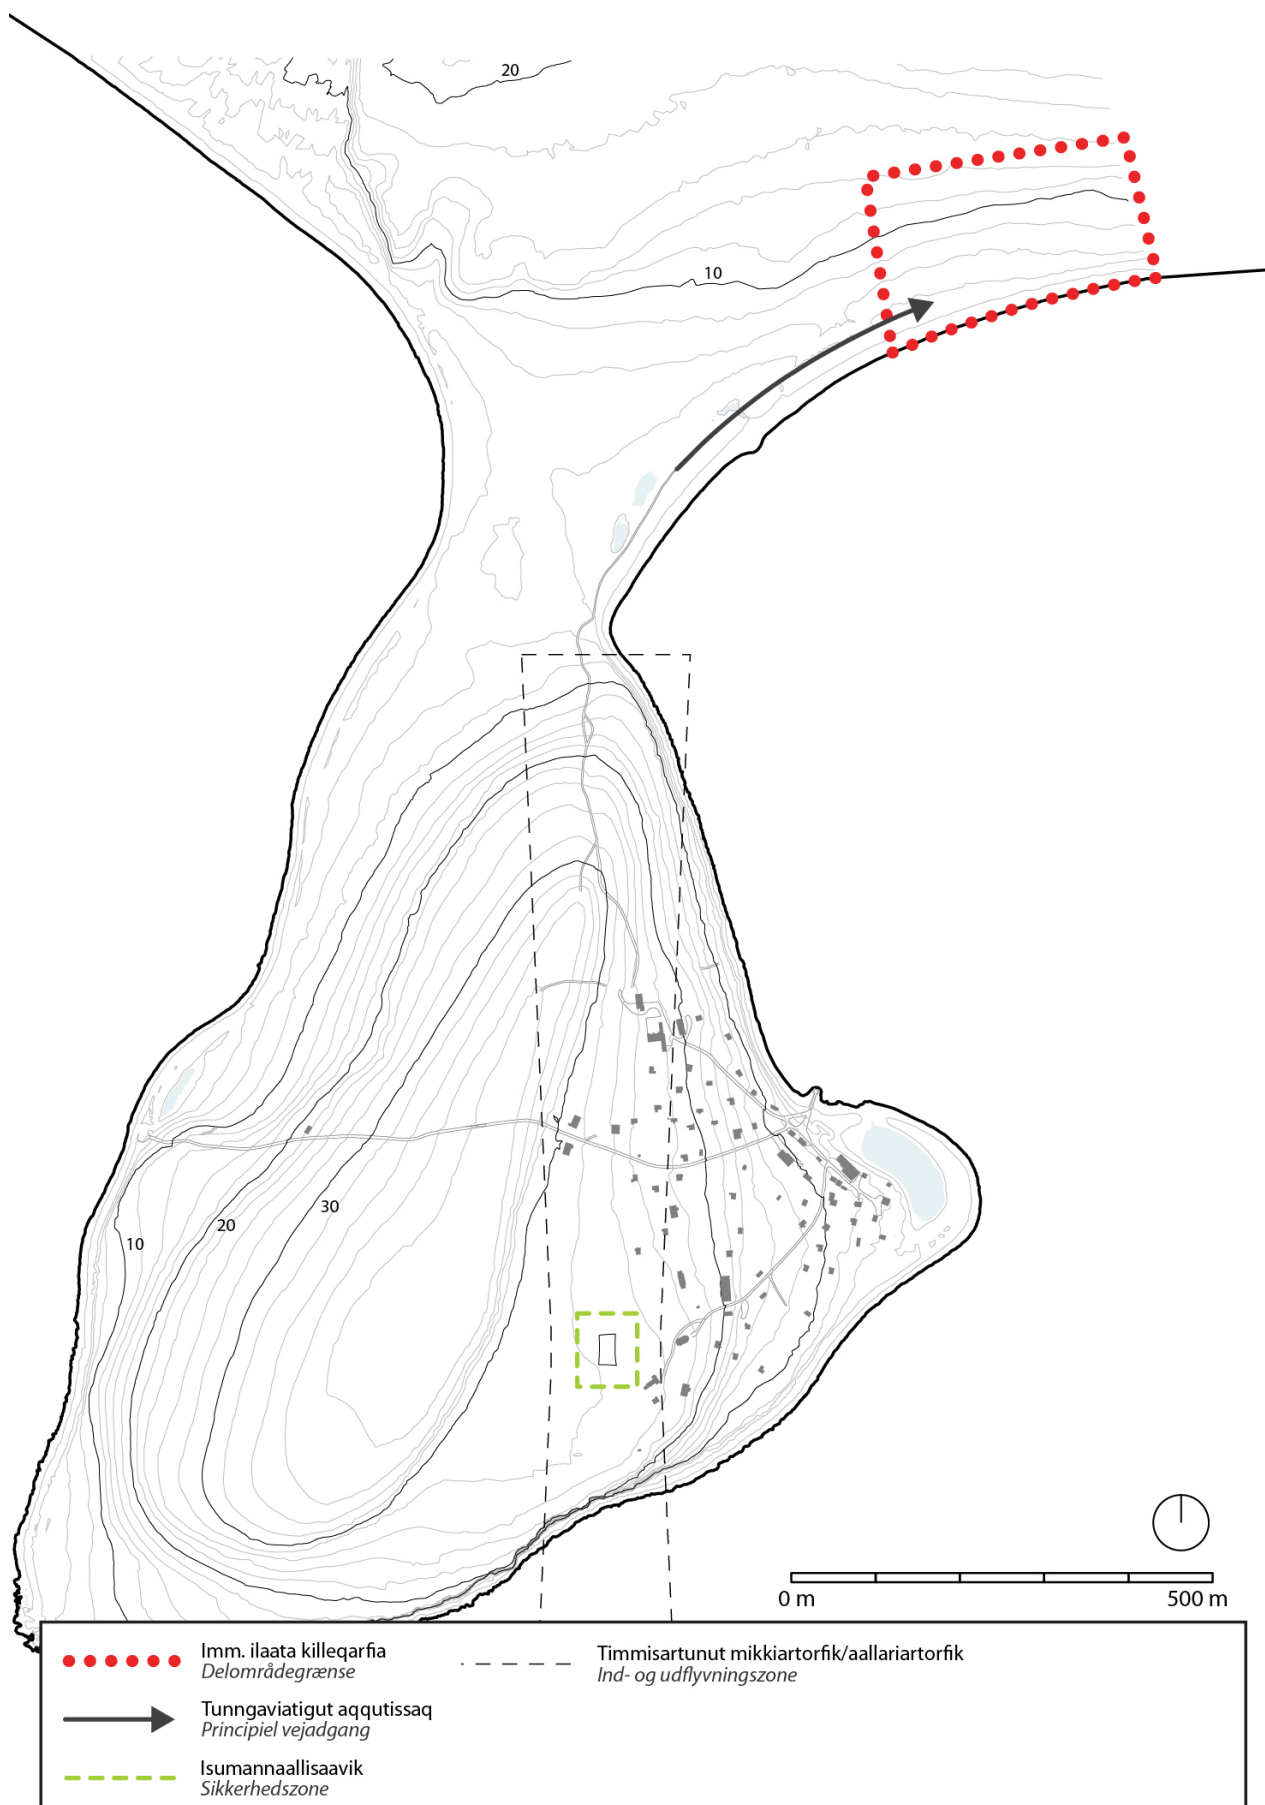 20
10
30
20
10
0 m
500 m
Imm. ilaata killeqarfia
Delområdegrænse
Timmisartunut mikkiartorfik/aallariartorfik
Ind- og udflyvningszone
Tunngaviatigut aqqutissaq
Principiel vejadgang
Isumannaallisaavik
Sikkerhedszone